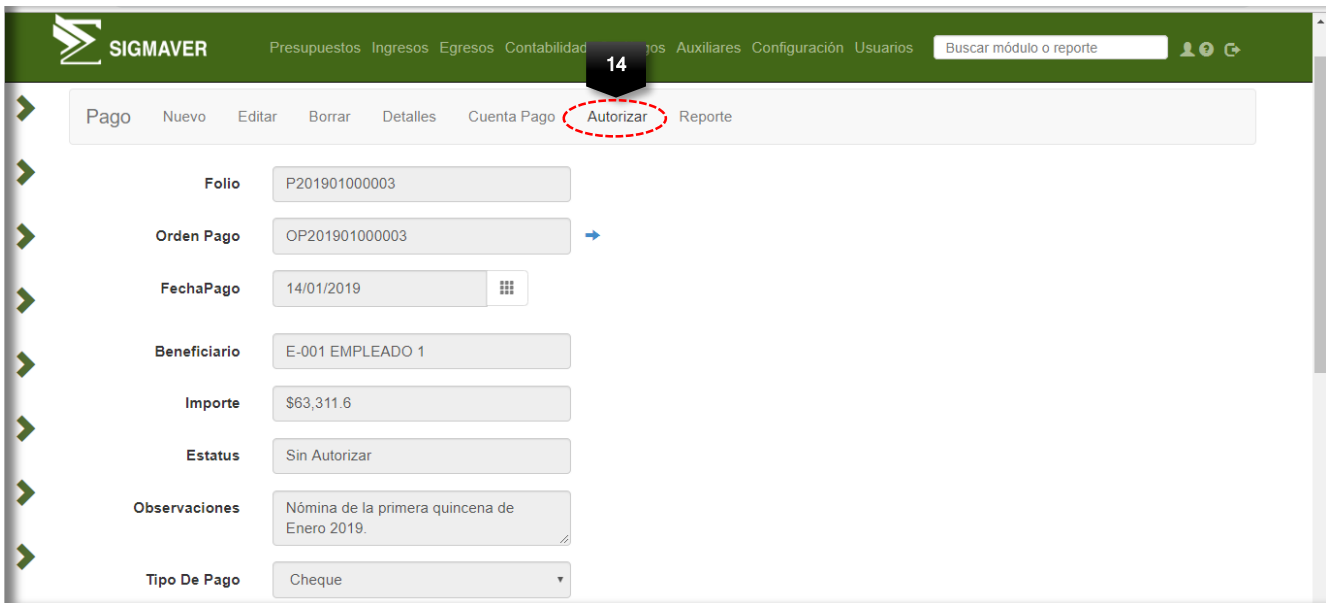 SIGMAVER
Presupuestos Ingresos Egresos Contabilidad gos Auxiliares Configuración Usuarios
Buscar módulo o reporte
14
Pago Nuevo Editar Borrar Detalles Cuenta Pago Autorizar Reporte
Folio P201901000003
Orden Pago OP201901000003
FechaPago 14/01/2019
Beneficiario E-001 EMPLEADO 1
Importe $63,311.6
Estatus Sin Autorizar
Observaciones Nómina de la primera quincena de
Enero 2019.
Tipo De Pago Cheque